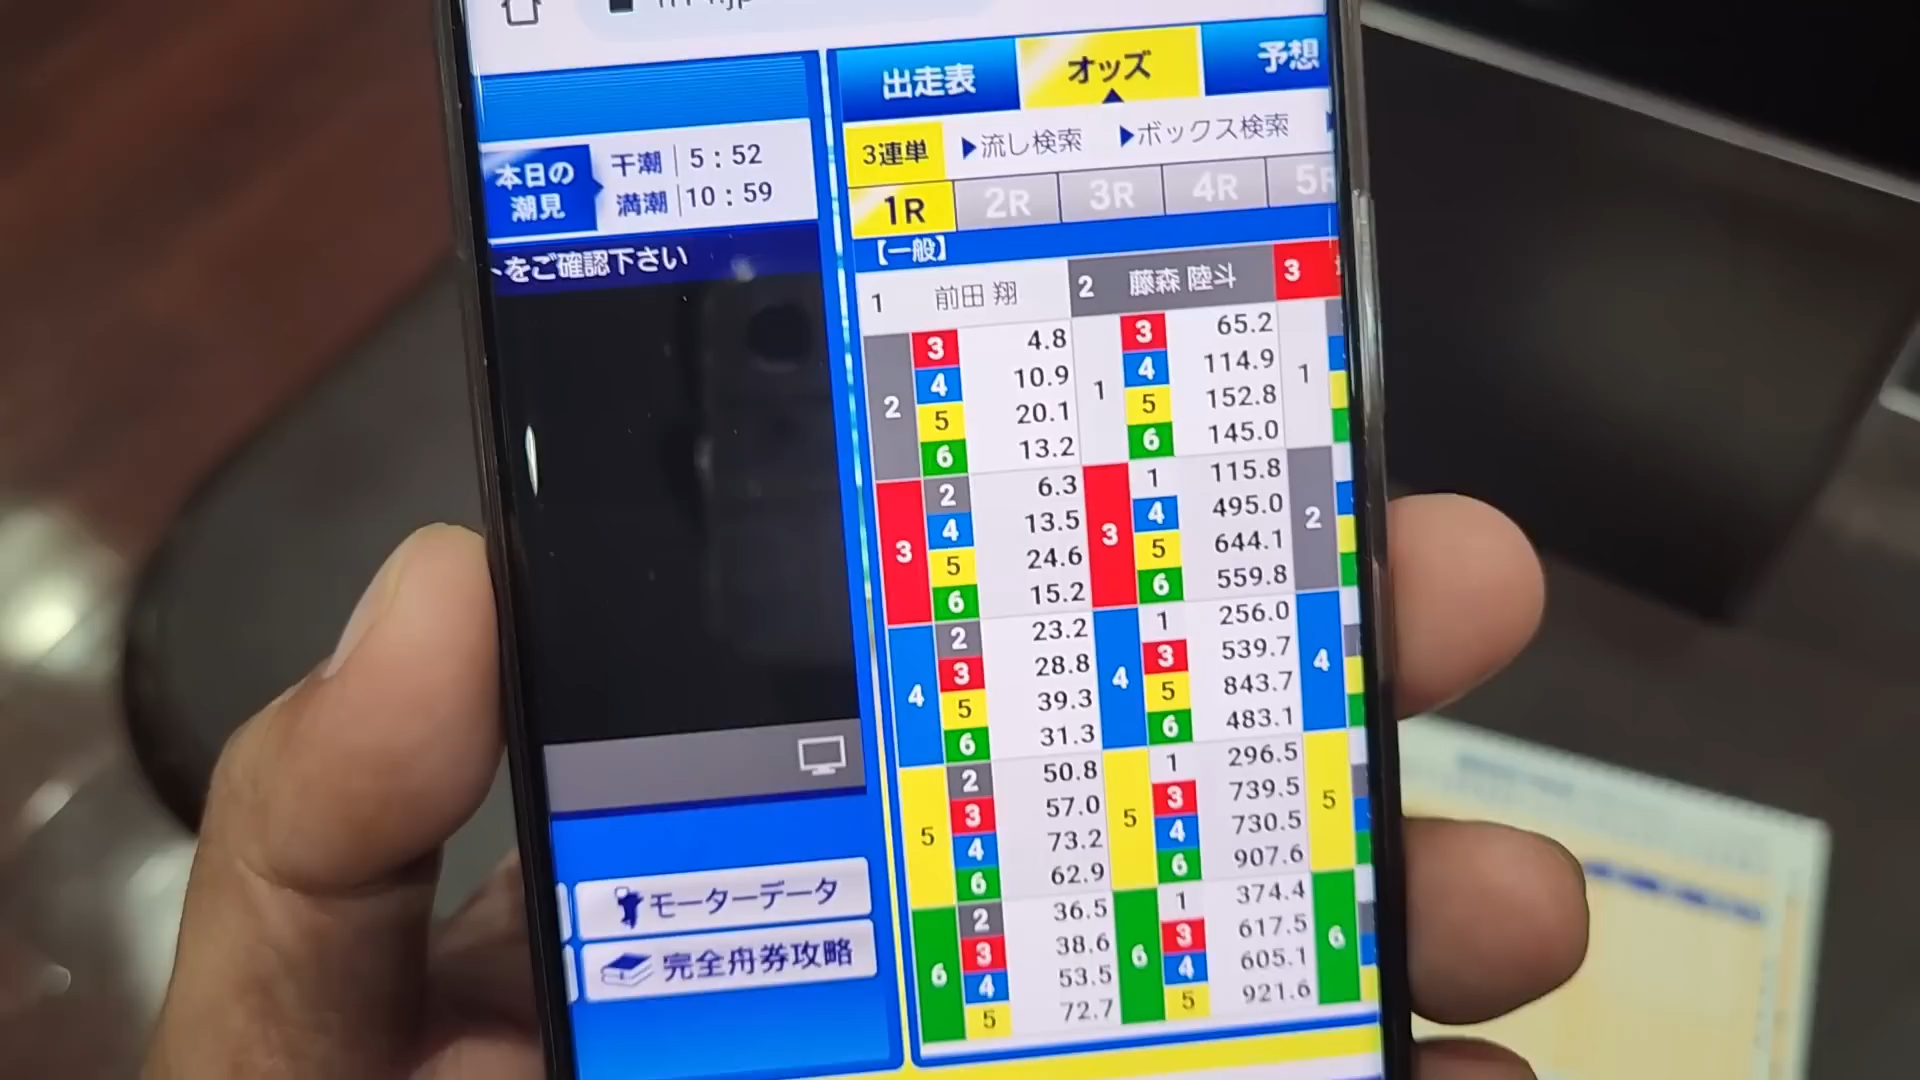 本日の
潮見
干潮 5:52
満潮 10:59
トをご確認下さい
モーターデータ
完全舟券攻略
出走表 オッズ 予想
3連単 ▶流し検索 ▶ボックス検索
1R 2R 3R 4R 5R
【一般】
1 前田 翔 2 藤森 陸斗 3
2 3 4.8 1 3 65.2 1
4 10.9 4 114.9
5 20.1 5 152.8
6 13.2 6 145.0
3 2 6.3 3 1 115.8 2
4 13.5 4 495.0
5 24.6 5 644.1
6 15.2 6 559.8
4 2 23.2 4 1 256.0 4
3 28.8 3 539.7
5 39.3 5 843.7
6 31.3 6 483.1
5 2 50.8 5 1 296.5 5
3 57.0 3 739.5
4 73.2 4 730.5
6 62.9 6 907.6
6 2 36.5 6 1 374.4 6
3 38.6 3 617.5
4 53.5 4 605.1
5 72.7 5 921.6